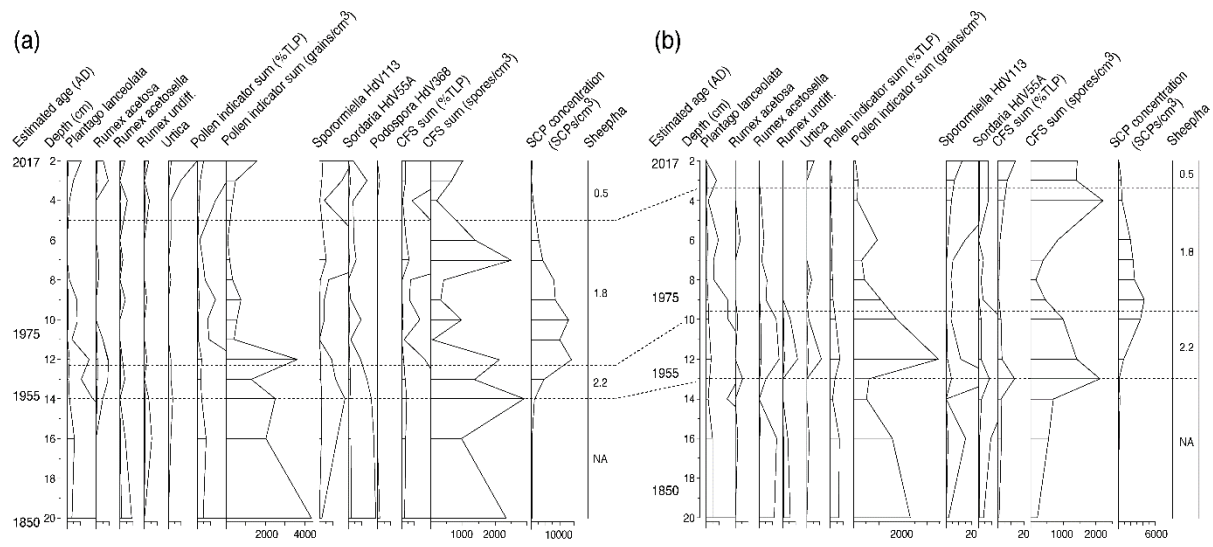 (a)
Estimated age (AD)
Depth (cm)
Plantago lanceolata
Rumex acetosa
Rumex acetosella
Rumex undiff.
Urtica
Pollen indicator sum (%TLP)
Pollen indicator sum (grains/cm³)
Sporormiella HdV113
Sordaria HdV55A
Podospora HdV368
CFS sum (%TLP)
CFS sum (spores/cm³)
SCP concentration
(SCPs/cm³)
Sheep/ha
2017
1975
1955
1850
2
4
6
8
10
12
14
16
18
20
0.5
1.8
2.2
NA
2000 4000
1000 2000
10000
(b)
Estimated age (AD)
Depth (cm)
Plantago lanceolata
Rumex acetosa
Rumex acetosella
Rumex undiff.
Urtica
Pollen indicator sum (%TLP)
Pollen indicator sum (grains/cm³)
Sporormiella HdV113
Sordaria HdV55A
CFS sum (%TLP)
CFS sum (spores/cm³)
SCP concentration
(SCPs/cm³)
Sheep/ha
2017
1975
1955
1850
2
4
6
8
10
12
14
16
18
20
0.5
1.8
2.2
NA
2000
20
20
1000 2000
6000